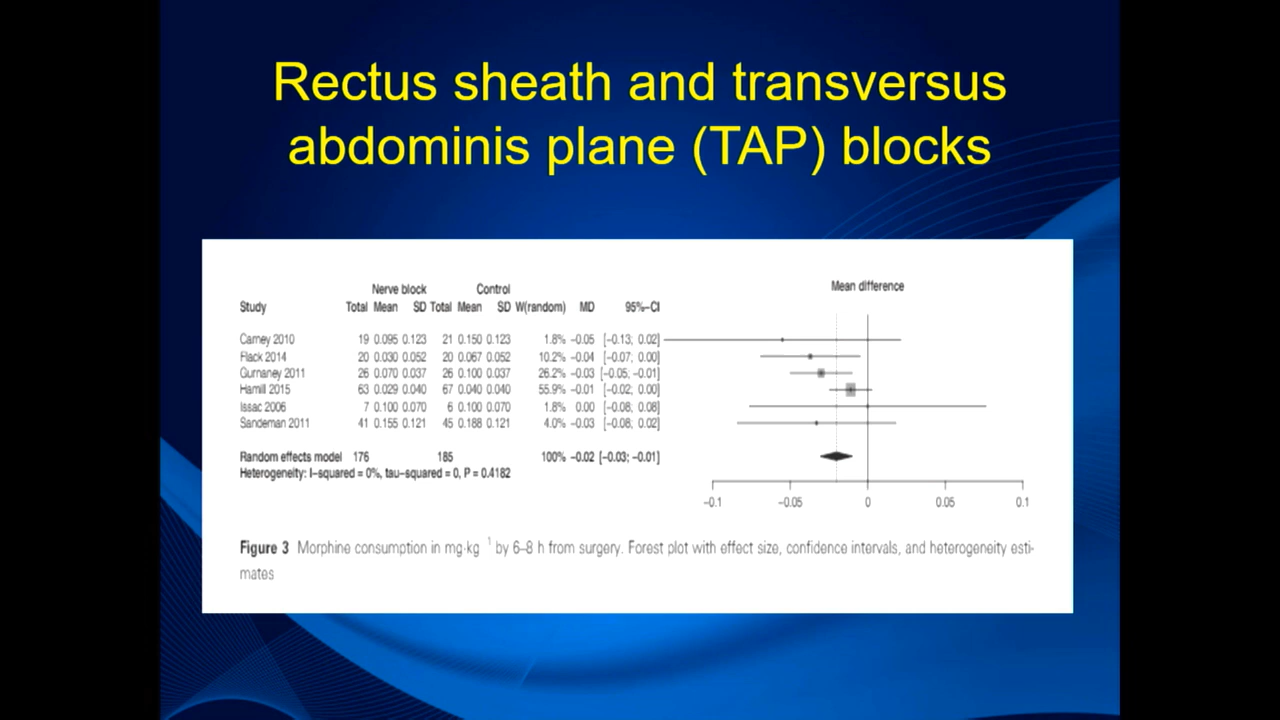 Rectus sheath and transversus
abdominis plane (TAP) blocks
Nerve block Control Mean difference
Study Total Mean SD Total Mean SD W(random) MD 95%-CI
Carney 2010 19 0.095 0.123 21 0.150 0.123 1.8% -0.05 [-0.13; 0.02]
Flack 2014 20 0.030 0.052 20 0.067 0.052 10.2% -0.04 [-0.07; 0.00]
Gurnaney 2011 26 0.070 0.037 26 0.100 0.037 26.2% -0.03 [-0.05; -0.01]
Hamill 2015 63 0.029 0.040 67 0.040 0.040 55.9% -0.01 [-0.02; 0.00]
Issac 2006 7 0.100 0.070 6 0.100 0.070 1.8% 0.00 [-0.08; 0.08]
Sandeman 2011 41 0.155 0.121 45 0.188 0.121 4.0% -0.03 [-0.08; 0.02]
Random effects model 176 185 100% -0.02 [-0.03; -0.01]
Heterogeneity: I-squared = 0%, tau-squared = 0, P = 0.4182
-0.1 -0.05 0 0.05 0.1
Figure 3 Morphine consumption in mg·kg 1 by 6–8 h from surgery. Forest plot with effect size, confidence intervals, and heterogeneity esti-
mates